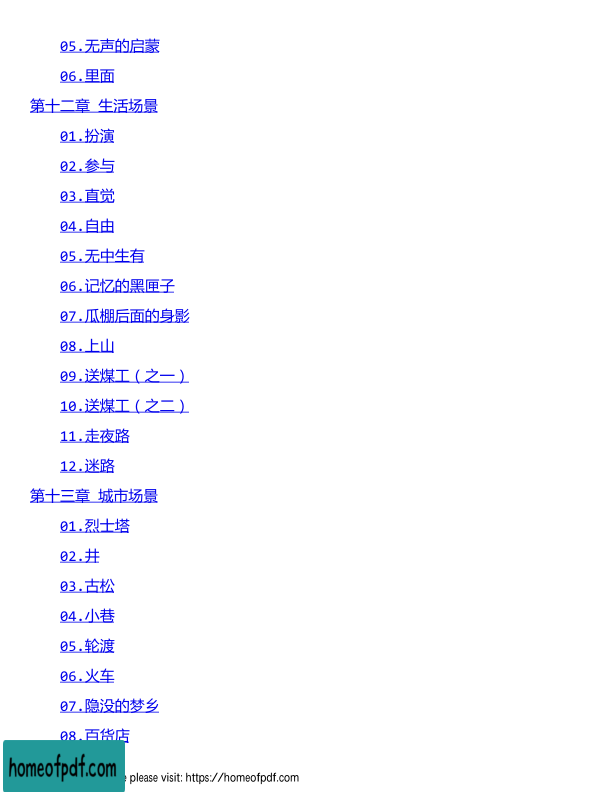 05.无声的启蒙
06.里面
第十二章 生活场景
01.扮演
02.参与
03.直觉
04.自由
05.无中生有
06.记忆的黑匣子
07.瓜棚后面的身影
08.上山
09.送煤工（之一）
10.送煤工（之二）
11.走夜路
12.迷路
第十三章 城市场景
01.烈士塔
02.井
03.古松
04.小巷
05.轮渡
06.火车
07.隐没的梦乡
08.百货店
homeofpdf.com
please visit: https://homeofpdf.com